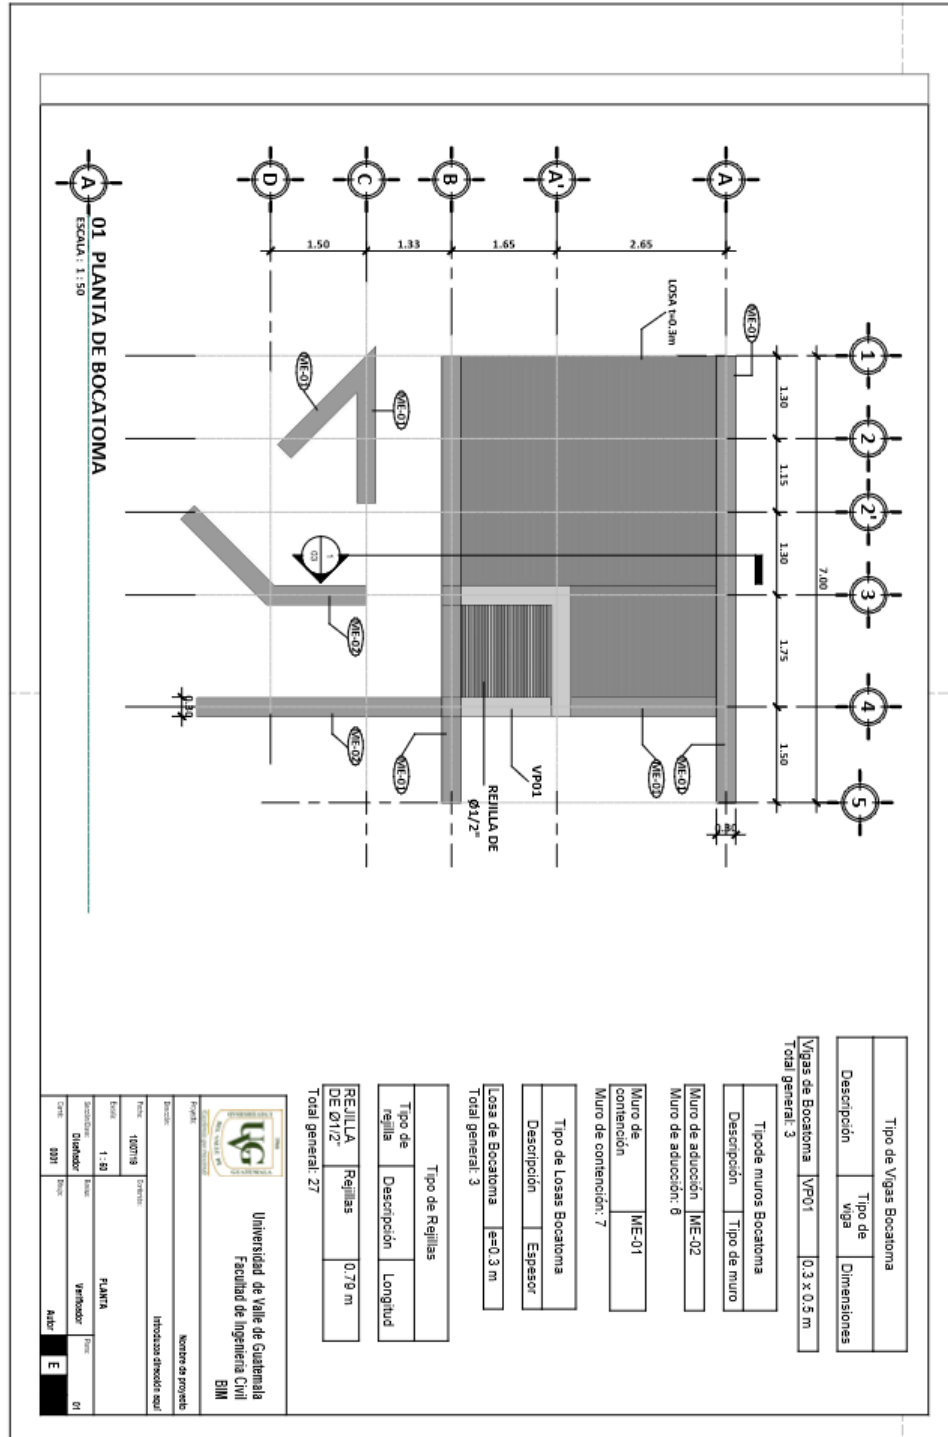 1
2
2'
3
4
5
7.00
1.30
1.15
1.30
1.75
1.50
A
A'
B
C
D
2.65
1.65
1.33
1.50
ME-01
LOSA t=0.3m
ME-01
ME-01
1
03
ME-02
ME-02
0.30
ME-01
VP01
REJILLA DE
Ø1/2"
ME-01
A
01 PLANTA DE BOCATOMA
ESCALA : 1 : 50
Tipo de Vigas Bocatoma
Descripción Tipo de viga Dimensiones
Vigas de Bocatoma VP01 0.3 x 0.5 m
Total general: 3
Tipode muros Bocatoma
Descripción Tipo de muro
Muro de aducción ME-02
Muro de aducción: 6
Muro de contención ME-01
Muro de contención: 7
Tipo de Losas Bocatoma
Descripción Espesor
Losa de Bocatoma e=0.3 m
Total general: 3
Tipo de Rejillas
Tipo de rejilla Descripción Longitud
REJILLA DE Ø1/2" Rejillas 0.79 m
Total general: 27
UVG
Universidad de Valle de Guatemala
Facultad de Ingenieria Civil
BIM
Nombre de proyecto
Introduzca dirección aquí
PLANTA
1 : 50
Diseñador
Verificador
01
0001
Autor
E